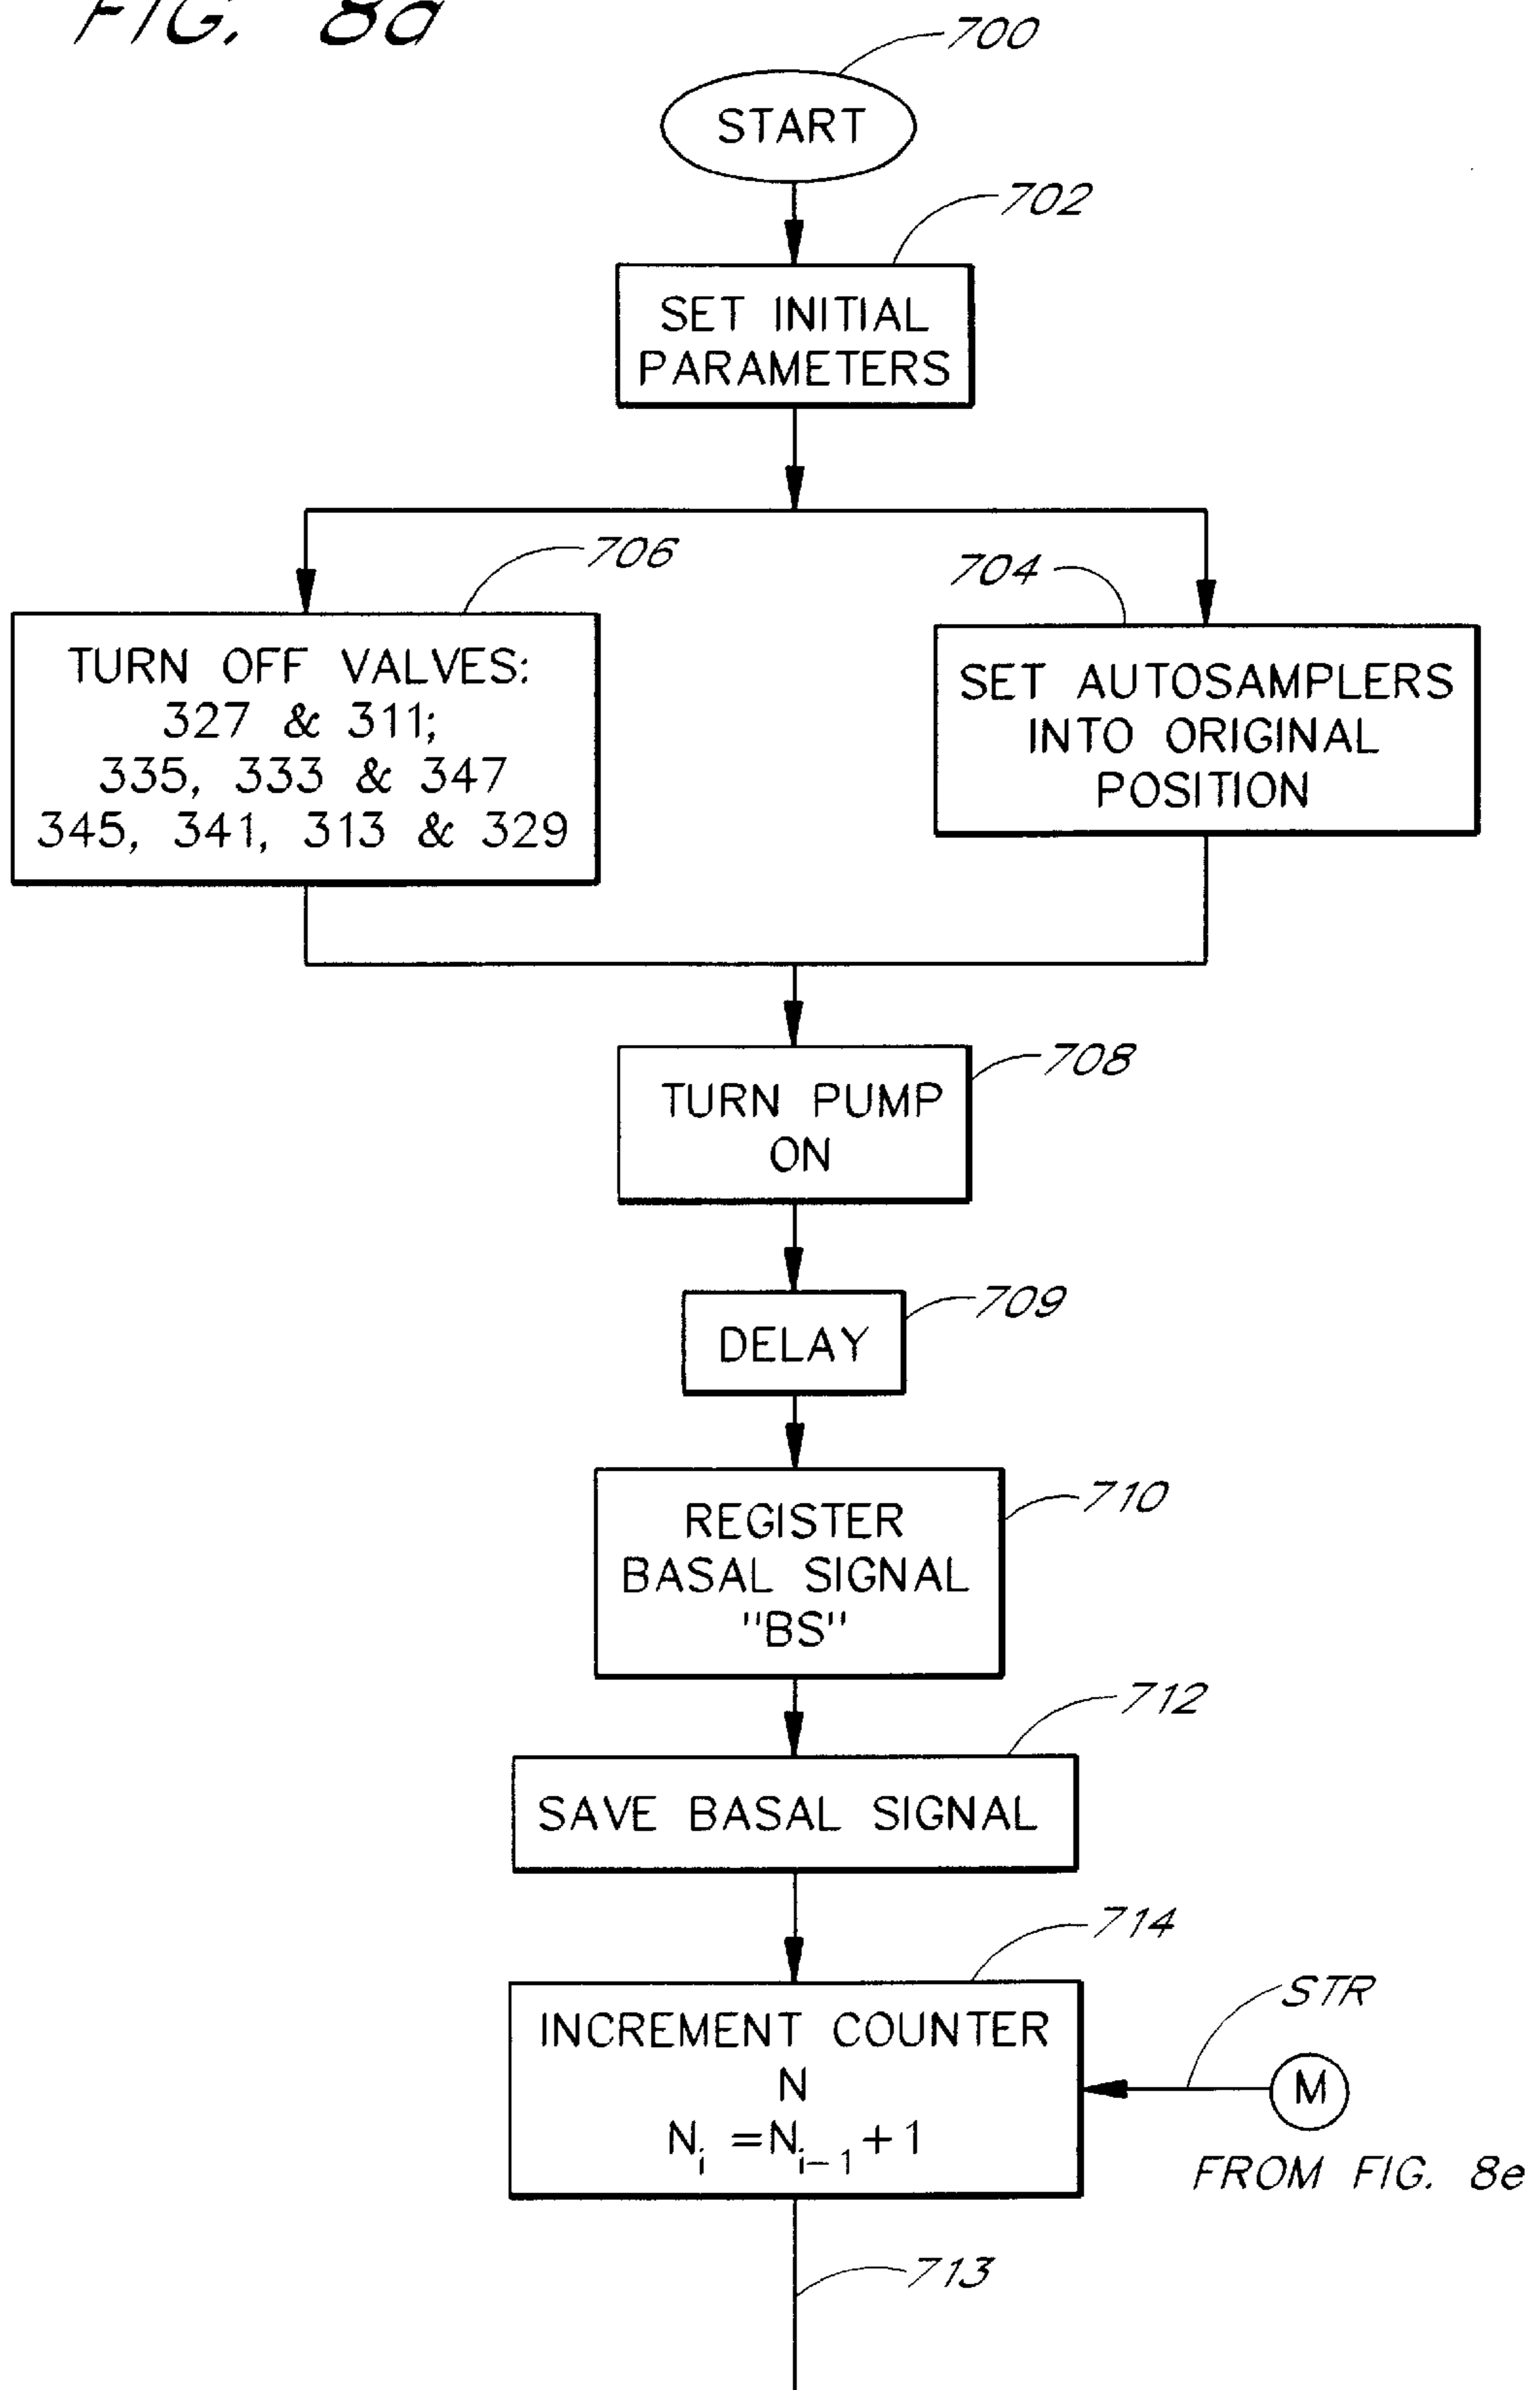 FIG. 8a
700
START
702
SET INITIAL
PARAMETERS
706
704
TURN OFF VALVES:
327 & 311;
335, 333 & 347
345, 341, 313 & 329
SET AUTOSAMPLERS
INTO ORIGINAL
POSITION
708
TURN PUMP
ON
709
DELAY
710
REGISTER
BASAL SIGNAL
"BS"
712
SAVE BASAL SIGNAL
714
INCREMENT COUNTER
N
N_i = N_{i-1} + 1
STR
M
FROM FIG. 8e
713